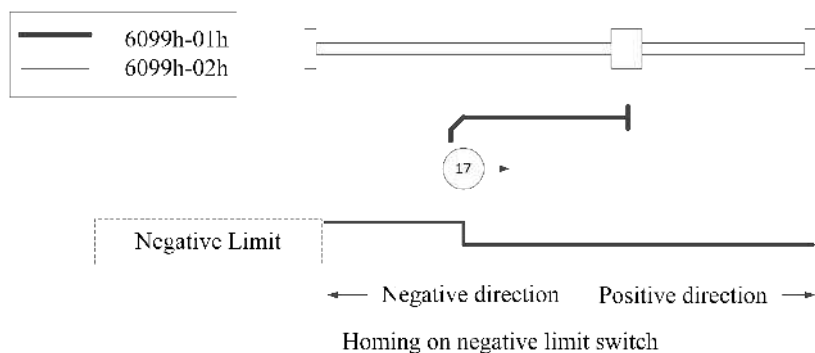 6099h-01h
6099h-02h
17
Negative Limit
Negative direction
Positive direction
Homing on negative limit switch